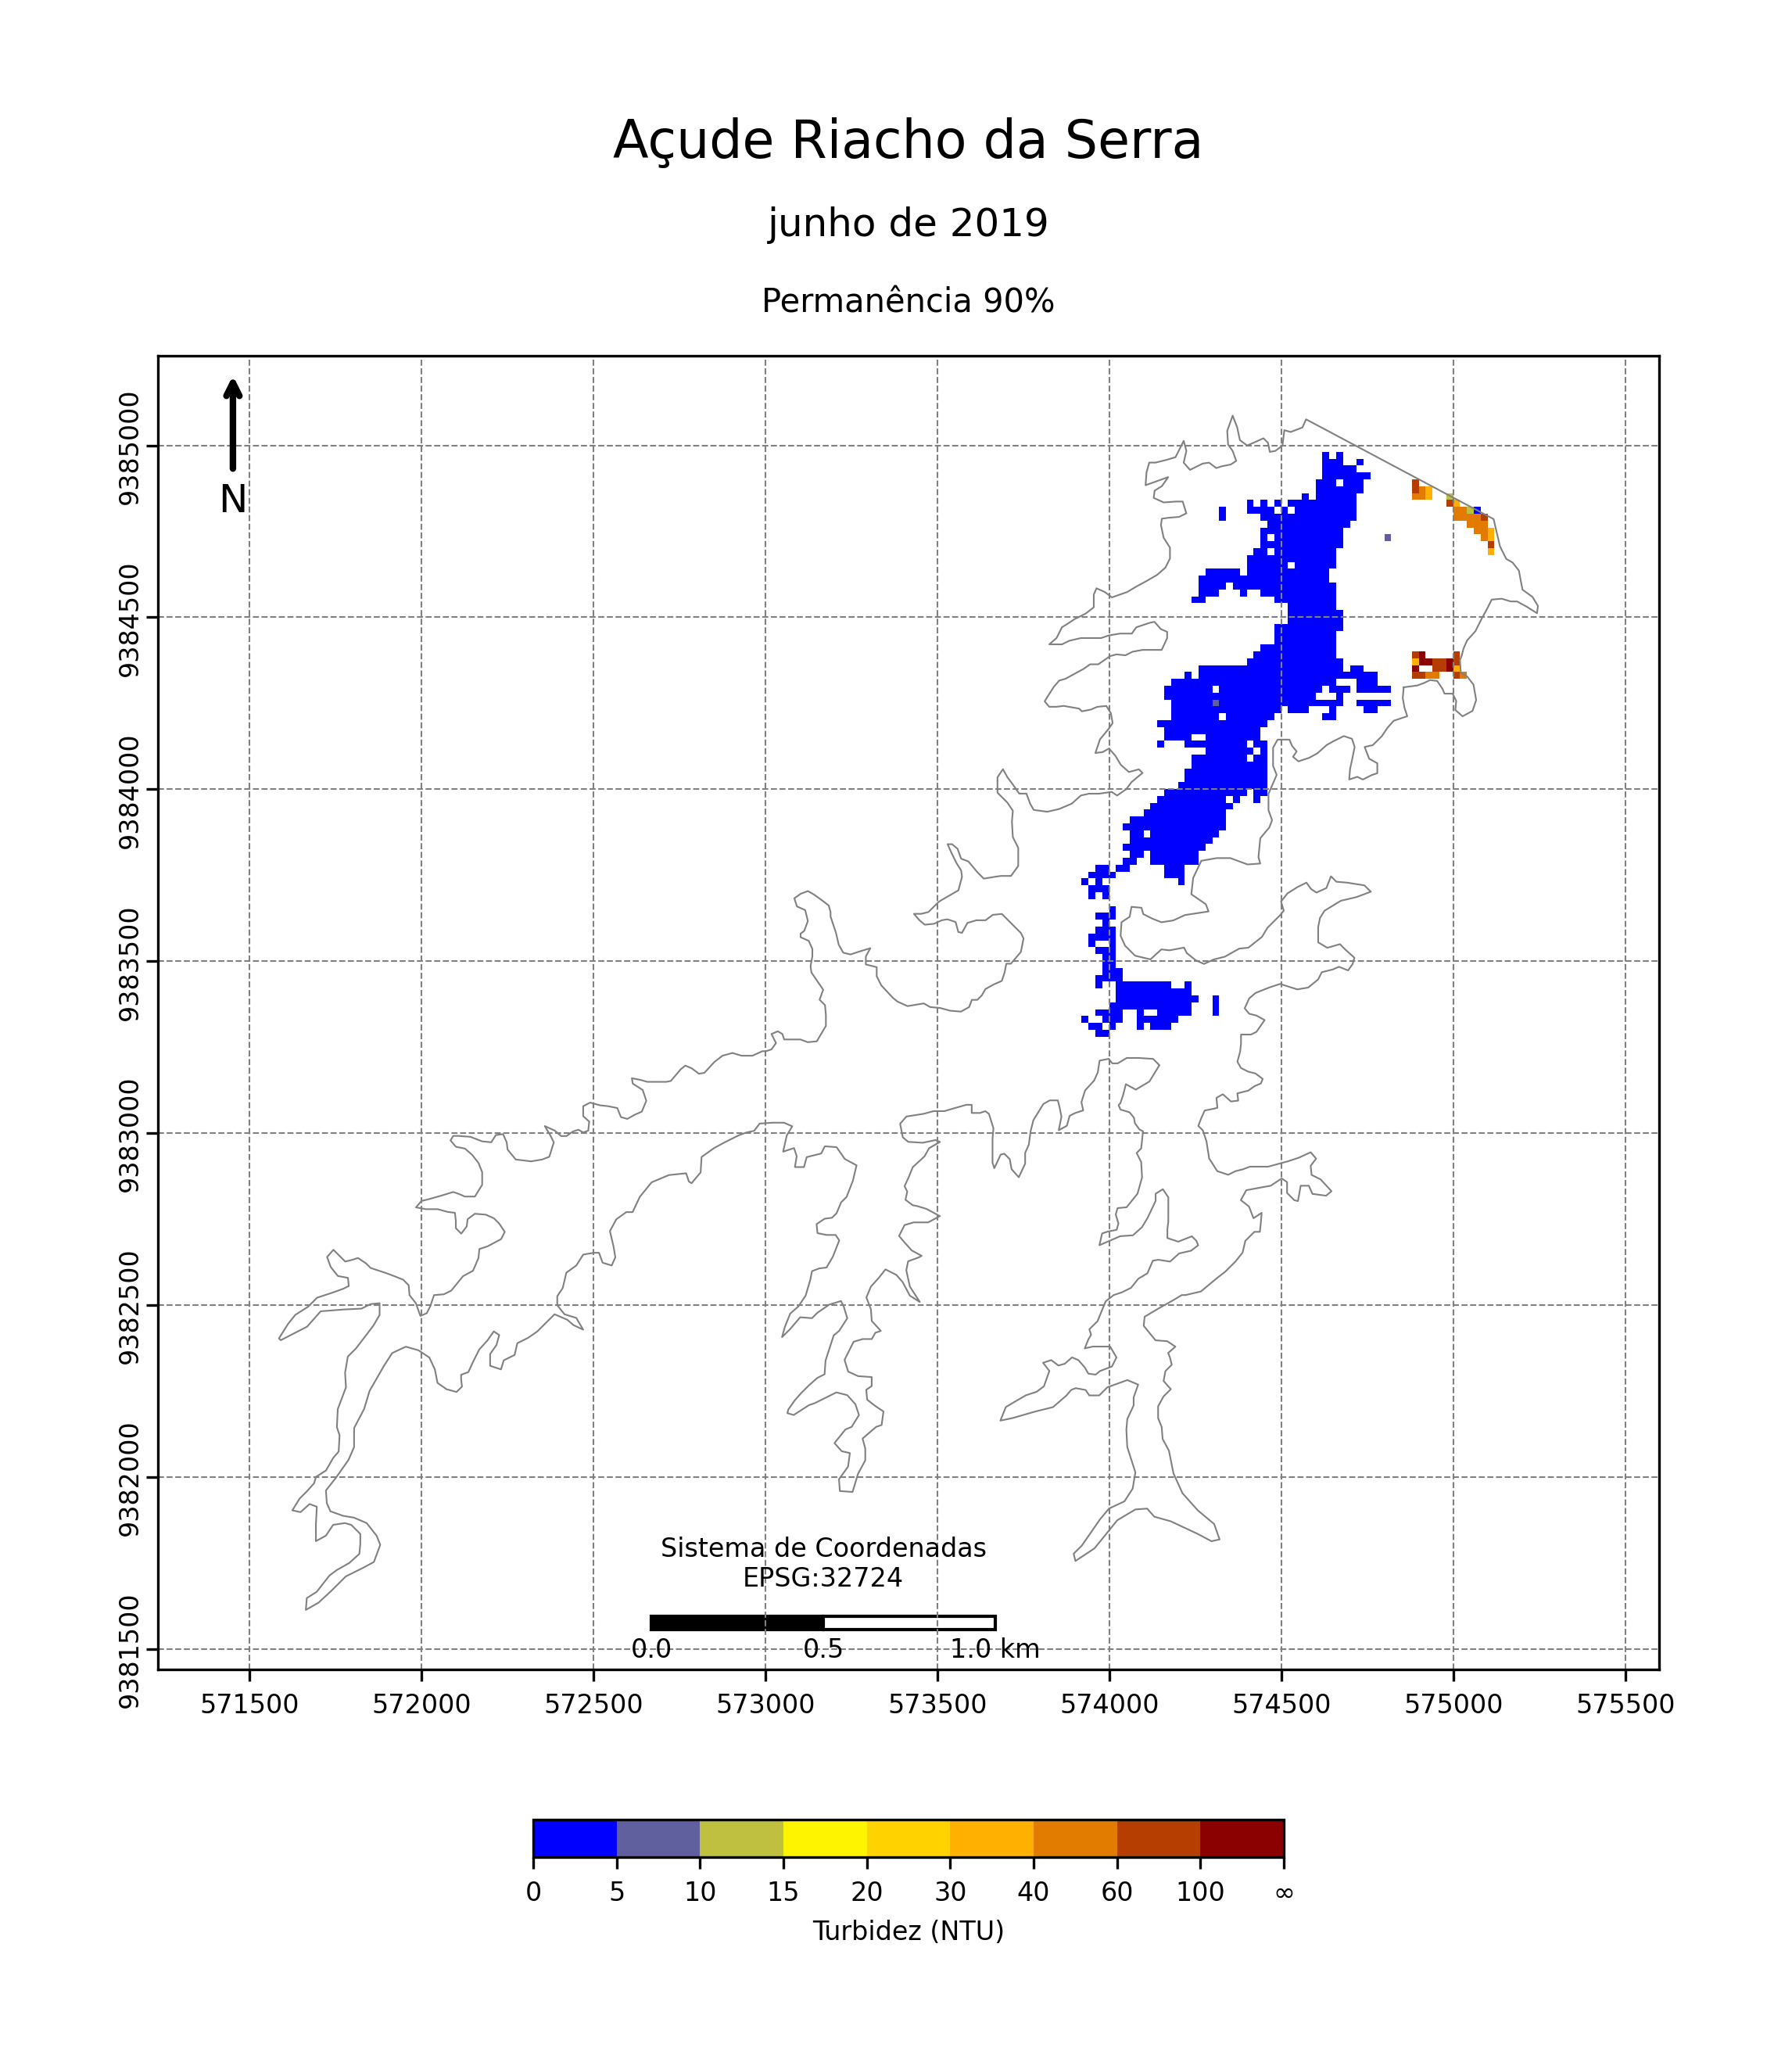 Açude Riacho da Serra
junho de 2019
Permanência 90%
N
9385000
9384500
9384000
9383500
9383000
9382500
9382000
9381500
Sistema de Coordenadas
EPSG:32724
0.0 0.5 1.0 km
571500 572000 572500 573000 573500 574000 574500 575000 575500
0 5 10 15 20 30 40 60 100 ∞
Turbidez (NTU)